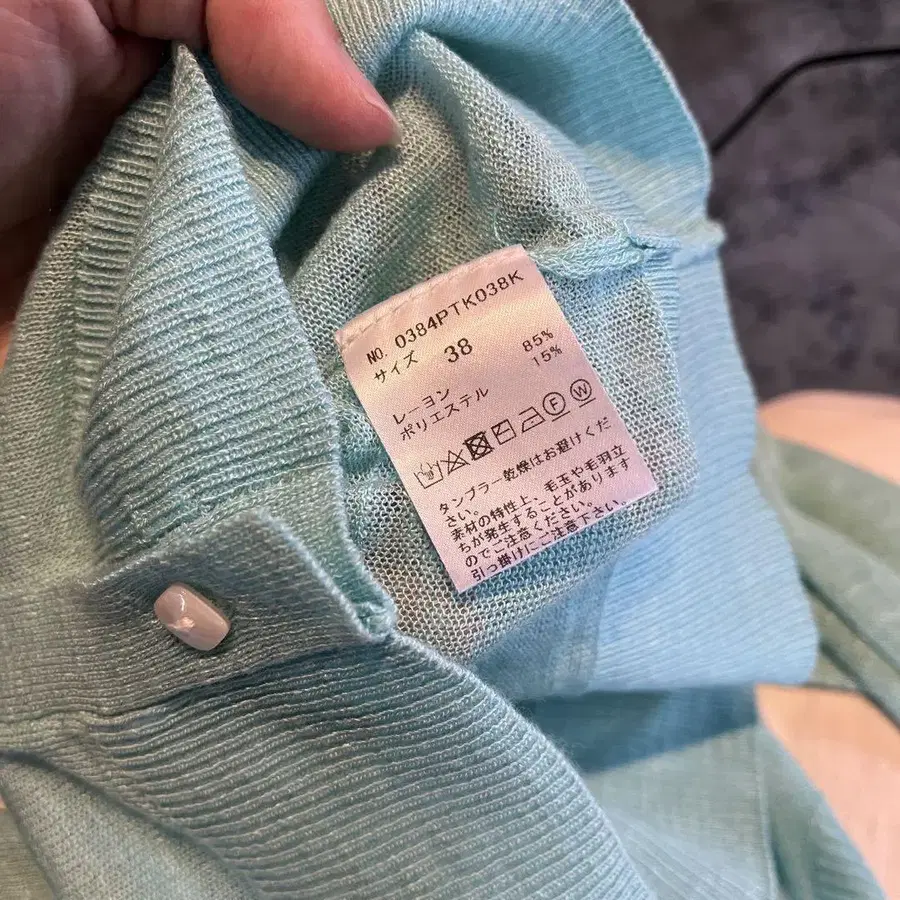 NO. 0384PTK038K
サイズ 38
レーヨン 85%
ポリエステル 15%
F W
タンブラー乾燥はお避けくだ
さい。
素材の特性上、毛玉や毛羽立
ちが発生することがあります
のでご注意ください。
引っ掛けにご注意下さい。